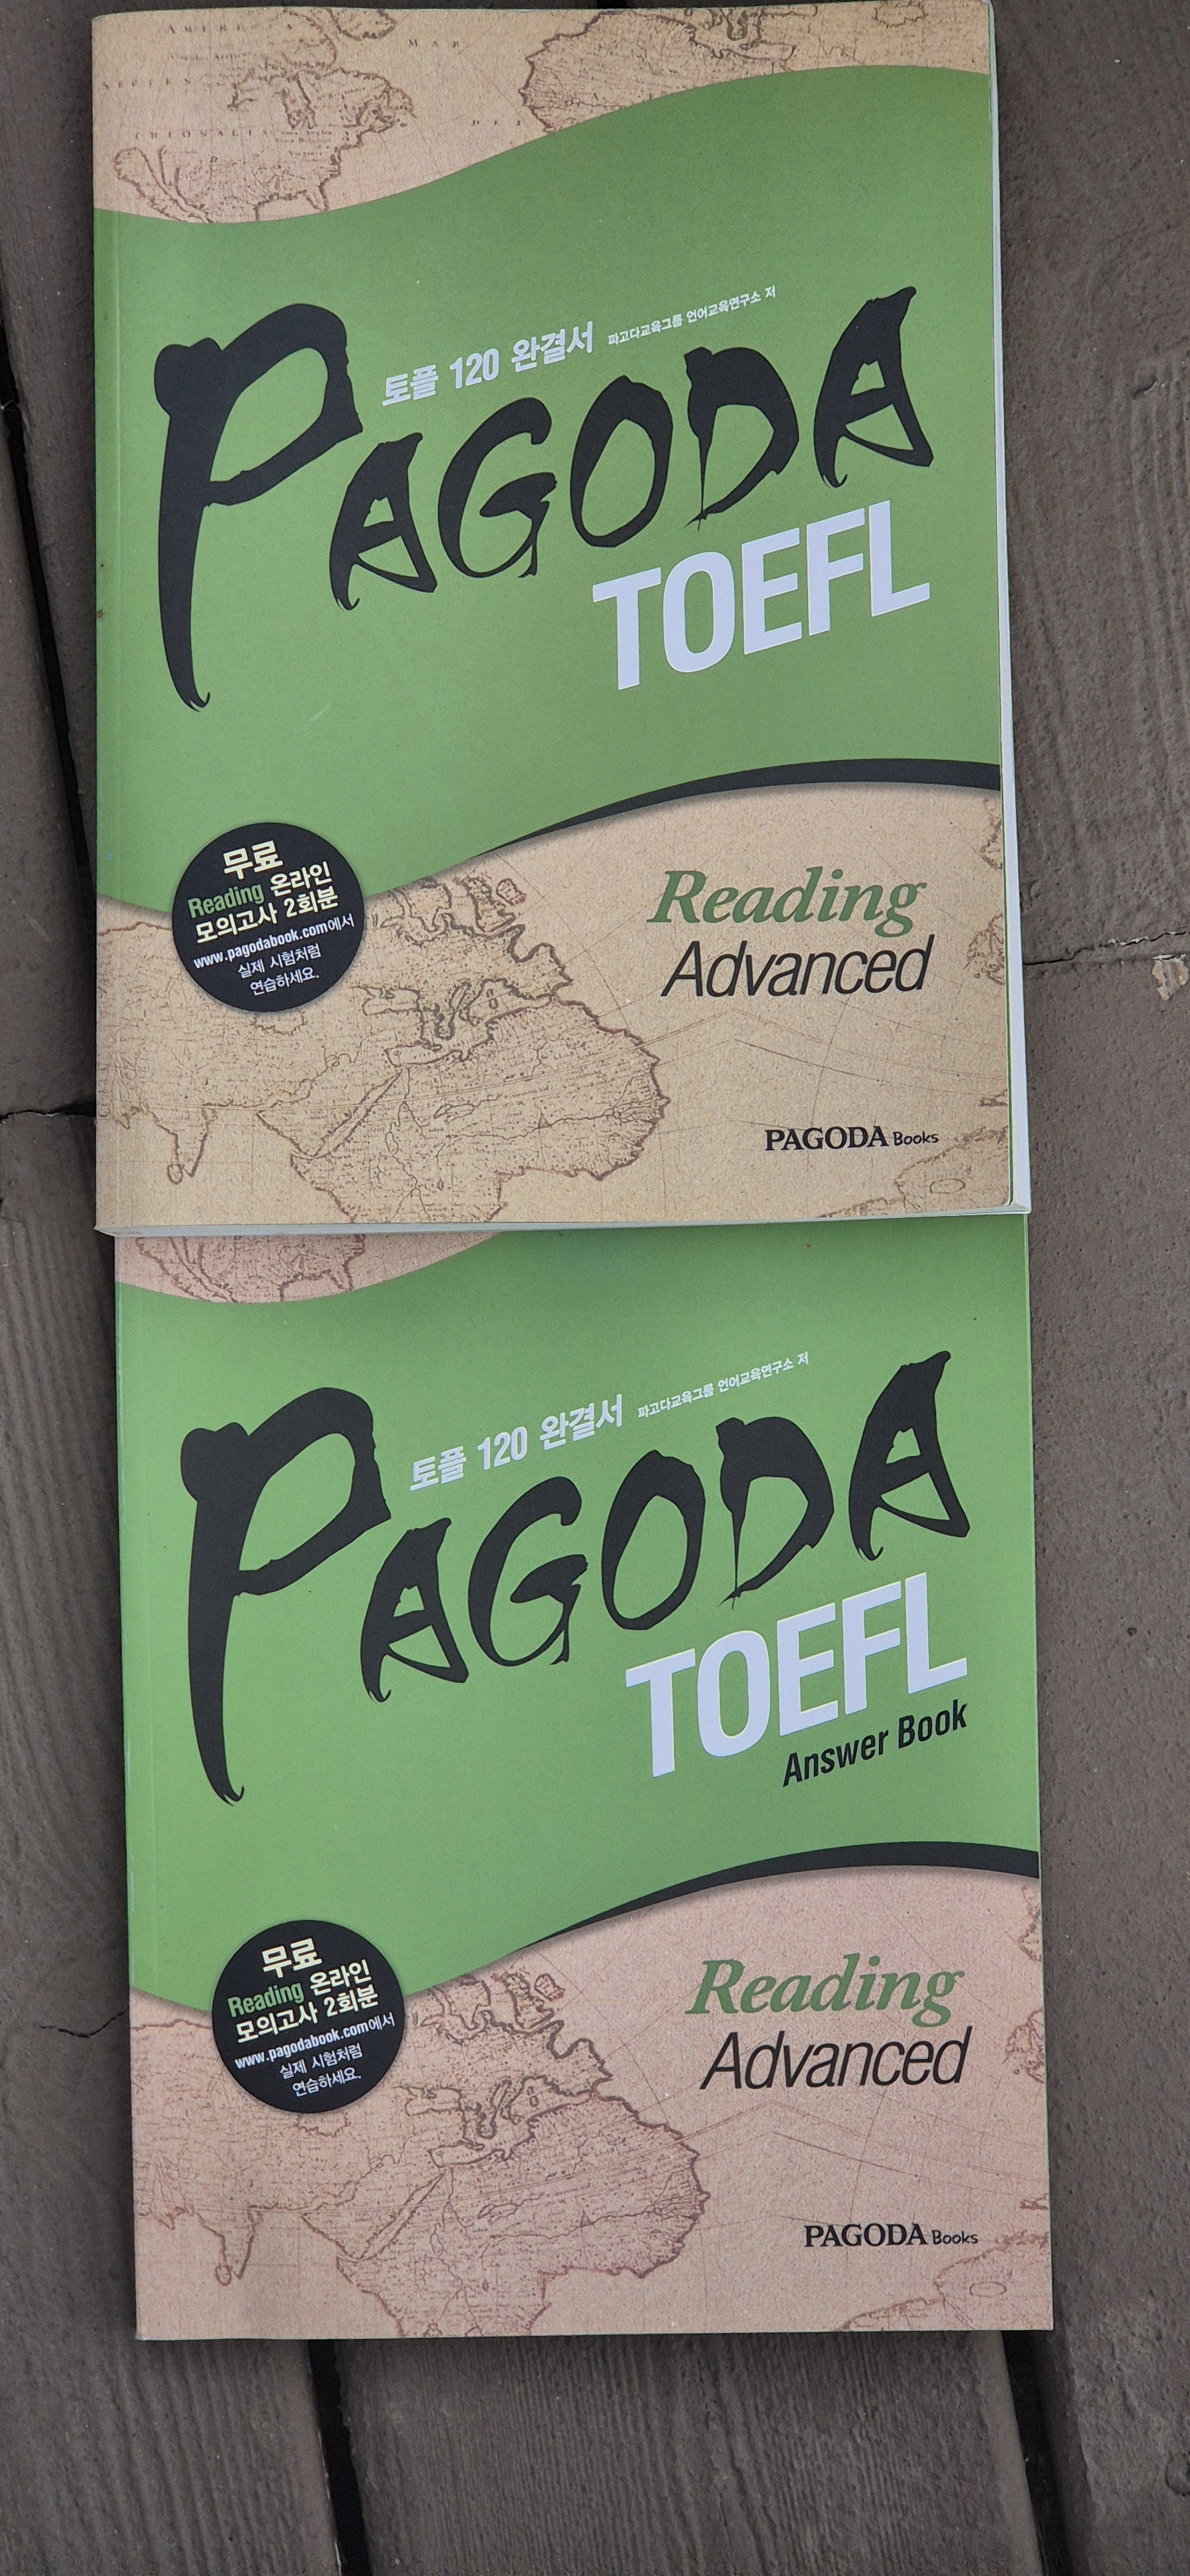 AMERICA
MAP
SEPTEN
TRIONALIS
DEL
토플 120 완결서 파고다교육그룹 언어교육연구소 저
PAGODA
TOEFL
무료
Reading 온라인
모의고사 2회분
www.pagodabook.com에서
실제 시험처럼
연습하세요.
Reading
Advanced
PAGODA Books
토플 120 완결서 파고다교육그룹 언어교육연구소 저
PAGODA
TOEFL
Answer Book
무료
Reading 온라인
모의고사 2회분
www.pagodabook.com에서
실제 시험처럼
연습하세요.
Reading
Advanced
PAGODA Books